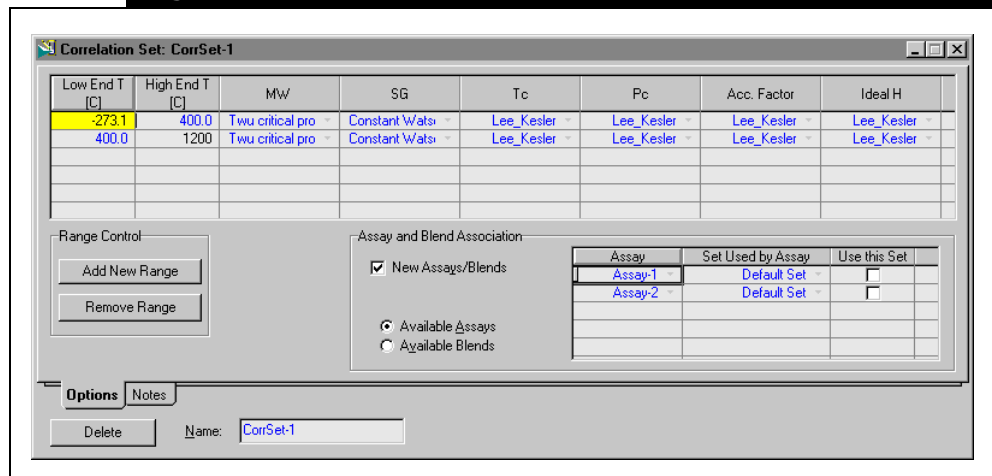 Correlation Set: CorrSet-1
Low End T [C] High End T [C] MW SG Tc Pc Acc. Factor Ideal H
-273.1 400.0 Twu critical pro Constant Wats Lee_Kesler Lee_Kesler Lee_Kesler Lee_Kesler
400.0 1200 Twu critical pro Constant Wats Lee_Kesler Lee_Kesler Lee_Kesler Lee_Kesler
Range Control
Add New Range
Remove Range
Assay and Blend Association
New Assays/Blends
Available Assays
Available Blends
Assay Set Used by Assay Use this Set
Assay-1 Default Set
Assay-2 Default Set
Options Notes
Delete Name: CorrSet-1